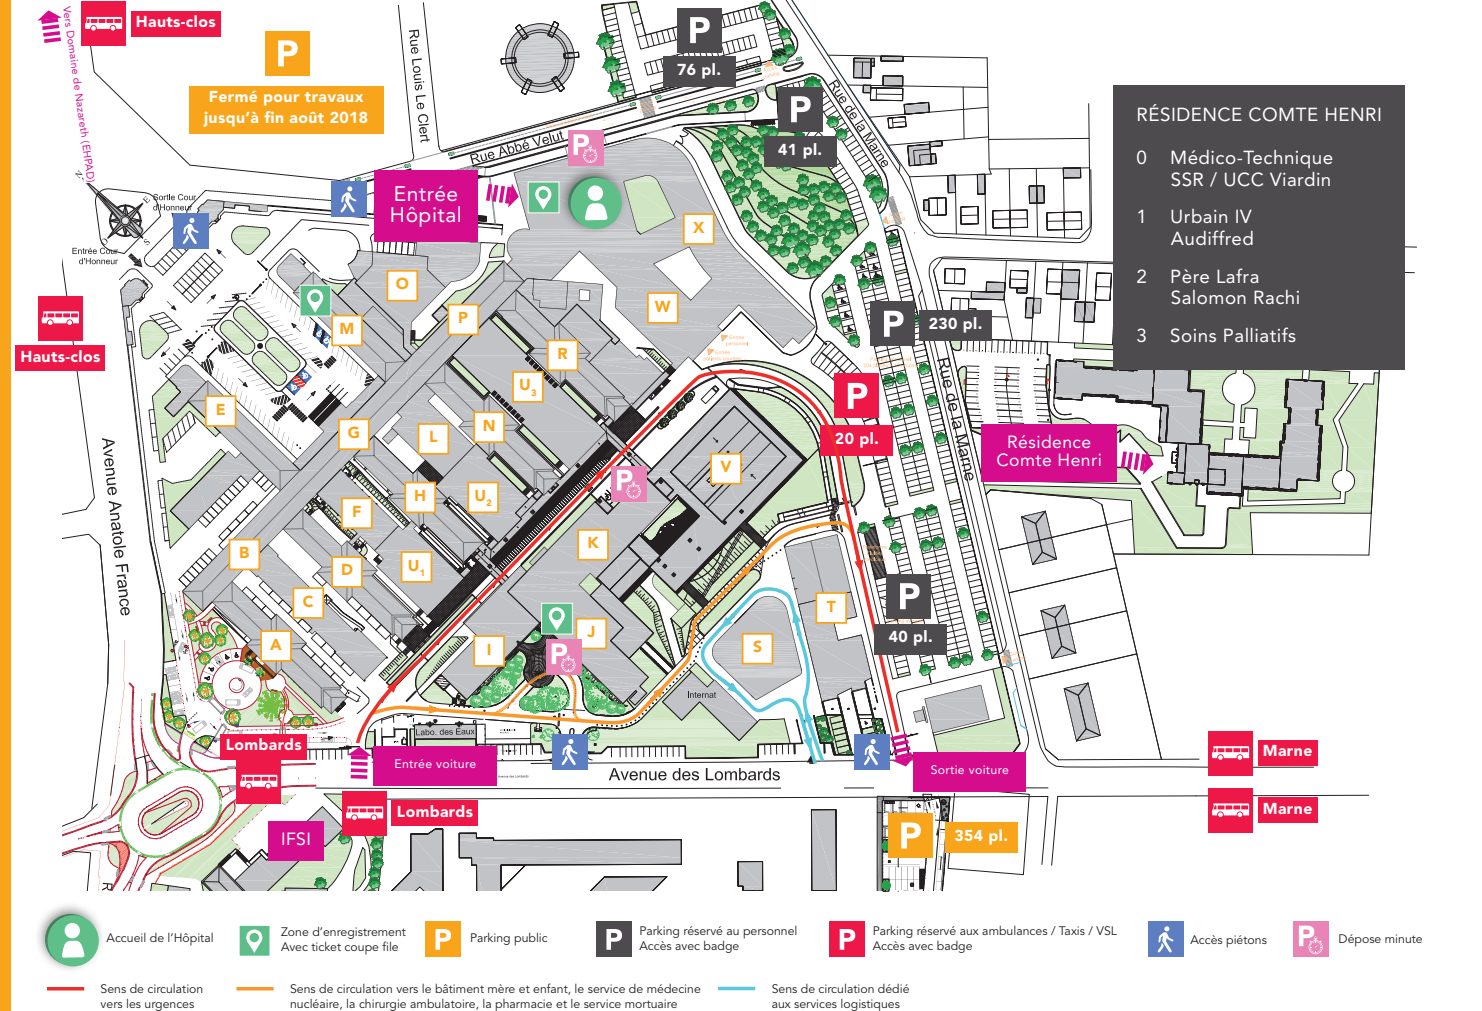 Vers Domaine de Nazareth (EHPAD)
Hauts-clos
P
Fermé pour travaux
jusqu'à fin août 2018
Rue Louis Le Clert
P
76 pl.
P
41 pl.
Rue de la Marne
Rue Abbé Velut
P
Entrée
Hôpital
Sortie Cour
d'Honneur
Entrée Cour
d'Honneur
N
E
S
RÉSIDENCE COMTE HENRI
0 Médico-Technique
SSR / UCC Viardin
1 Urbain IV
Audiffred
2 Père Lafra
Salomon Rachi
3 Soins Palliatifs
X
O
W
M
P
R
U3
E
G
L
N
H
U2
F
V
B
D
U1
K
C
A
I
J
S
T
Hauts-clos
P
230 pl.
P
20 pl.
Rue de la Marne
Résidence
Comte Henri
Avenue Anatole France
P
P
P
40 pl.
Internat
Labo. des Eaux
Lombards
Entrée voiture
Avenue des Lombards
Sortie voiture
Lombards
Marne
Marne
IFSI
P
354 pl.
Accueil de l'Hôpital
Zone d'enregistrement
Avec ticket coupe file
P
Parking public
P
Parking réservé au personnel
Accès avec badge
P
Parking réservé aux ambulances / Taxis / VSL
Accès avec badge
Accès piétons
P
Dépose minute
Sens de circulation
vers les urgences
Sens de circulation vers le bâtiment mère et enfant, le service de médecine
nucléaire, la chirurgie ambulatoire, la pharmacie et le service mortuaire
Sens de circulation dédié
aux services logistiques